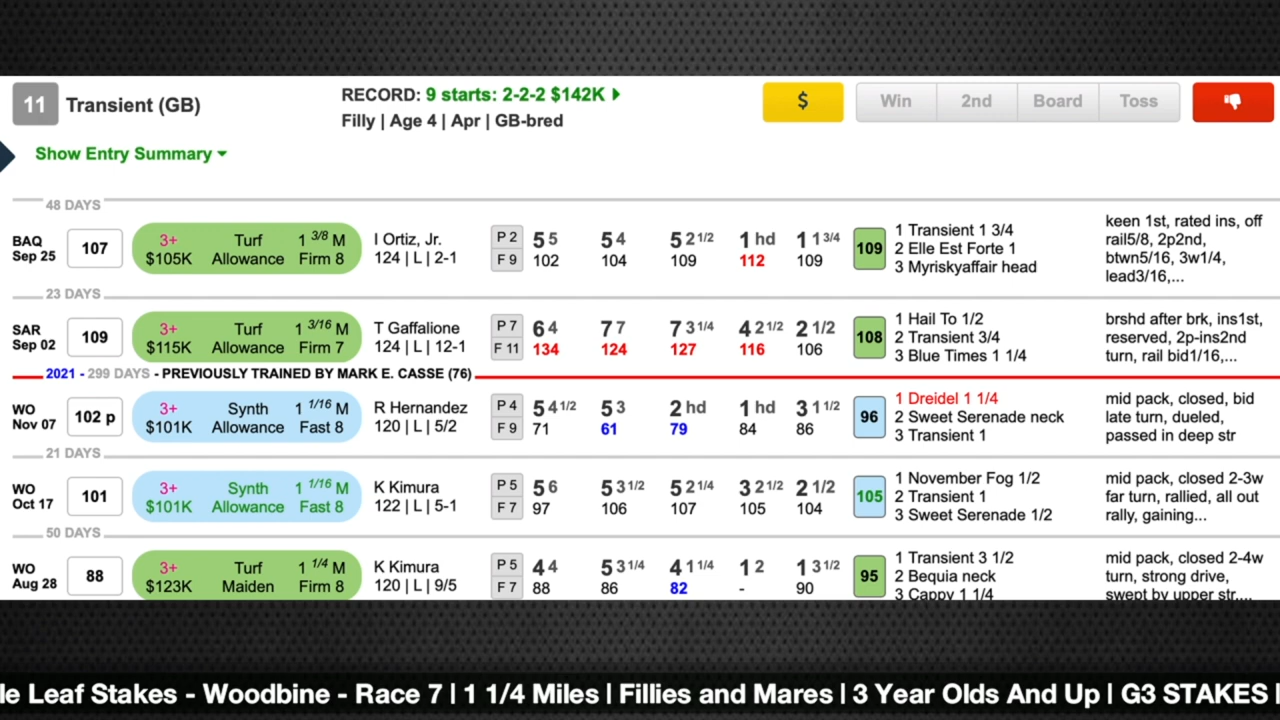 11 Transient (GB)
RECORD: 9 starts: 2-2-2 $142K
Filly | Age 4 | Apr | GB-bred
$ Win 2nd Board Toss
Show Entry Summary
48 DAYS
BAQ Sep 25
107
3+ Turf 1 3/8 M
$105K Allowance Firm 8
I Ortiz, Jr.
124 | L | 2-1
P 2 5 5 5 4 5 2 1/2 1 hd 1 1 3/4
F 9 102 104 109 112 109
109
1 Transient 1 3/4
2 Elle Est Forte 1
3 Myriskyaffair head
keen 1st, rated ins, off
rail5/8, 2p2nd,
btwn5/16, 3w1/4,
lead3/16,...
23 DAYS
SAR Sep 02
109
3+ Turf 1 3/16 M
$115K Allowance Firm 7
T Gaffalione
124 | L | 12-1
P 7 6 4 7 7 7 3 1/4 4 2 1/2 2 1/2
F 11 134 124 127 116 106
108
1 Hail To 1/2
2 Transient 3/4
3 Blue Times 1 1/4
brshd after brk, ins1st,
reserved, 2p-ins2nd
turn, rail bid1/16,...
2021 - 299 DAYS - PREVIOUSLY TRAINED BY MARK E. CASSE (76)
WO Nov 07
102 p
3+ Synth 1 1/16 M
$101K Allowance Fast 8
R Hernandez
120 | L | 5/2
P 4 5 4 1/2 5 3 2 hd 1 hd 3 1 1/2
F 9 71 61 79 84 86
96
1 Dreidel 1 1/4
2 Sweet Serenade neck
3 Transient 1
mid pack, closed, bid
late turn, dueled,
passed in deep str
21 DAYS
WO Oct 17
101
3+ Synth 1 1/16 M
$101K Allowance Fast 8
K Kimura
122 | L | 5-1
P 5 5 6 5 3 1/2 5 2 1/4 3 2 1/2 2 1/2
F 7 97 106 107 105 104
105
1 November Fog 1/2
2 Transient 1
3 Sweet Serenade 1/2
mid pack, closed 2-3w
far turn, rallied, all out
rally, gaining...
50 DAYS
WO Aug 28
88
3+ Turf 1 1/4 M
$123K Maiden Firm 8
K Kimura
120 | L | 9/5
P 5 4 4 5 3 1/4 4 1 1/4 1 2 1 3 1/2
F 7 88 86 82 - 90
95
1 Transient 3 1/2
2 Bequia neck
3 Cappy 1 1/4
mid pack, closed 2-4w
turn, strong drive,
swept by upper str,...
le Leaf Stakes - Woodbine - Race 7 | 1 1/4 Miles | Fillies and Mares | 3 Year Olds And Up | G3 STAKES |